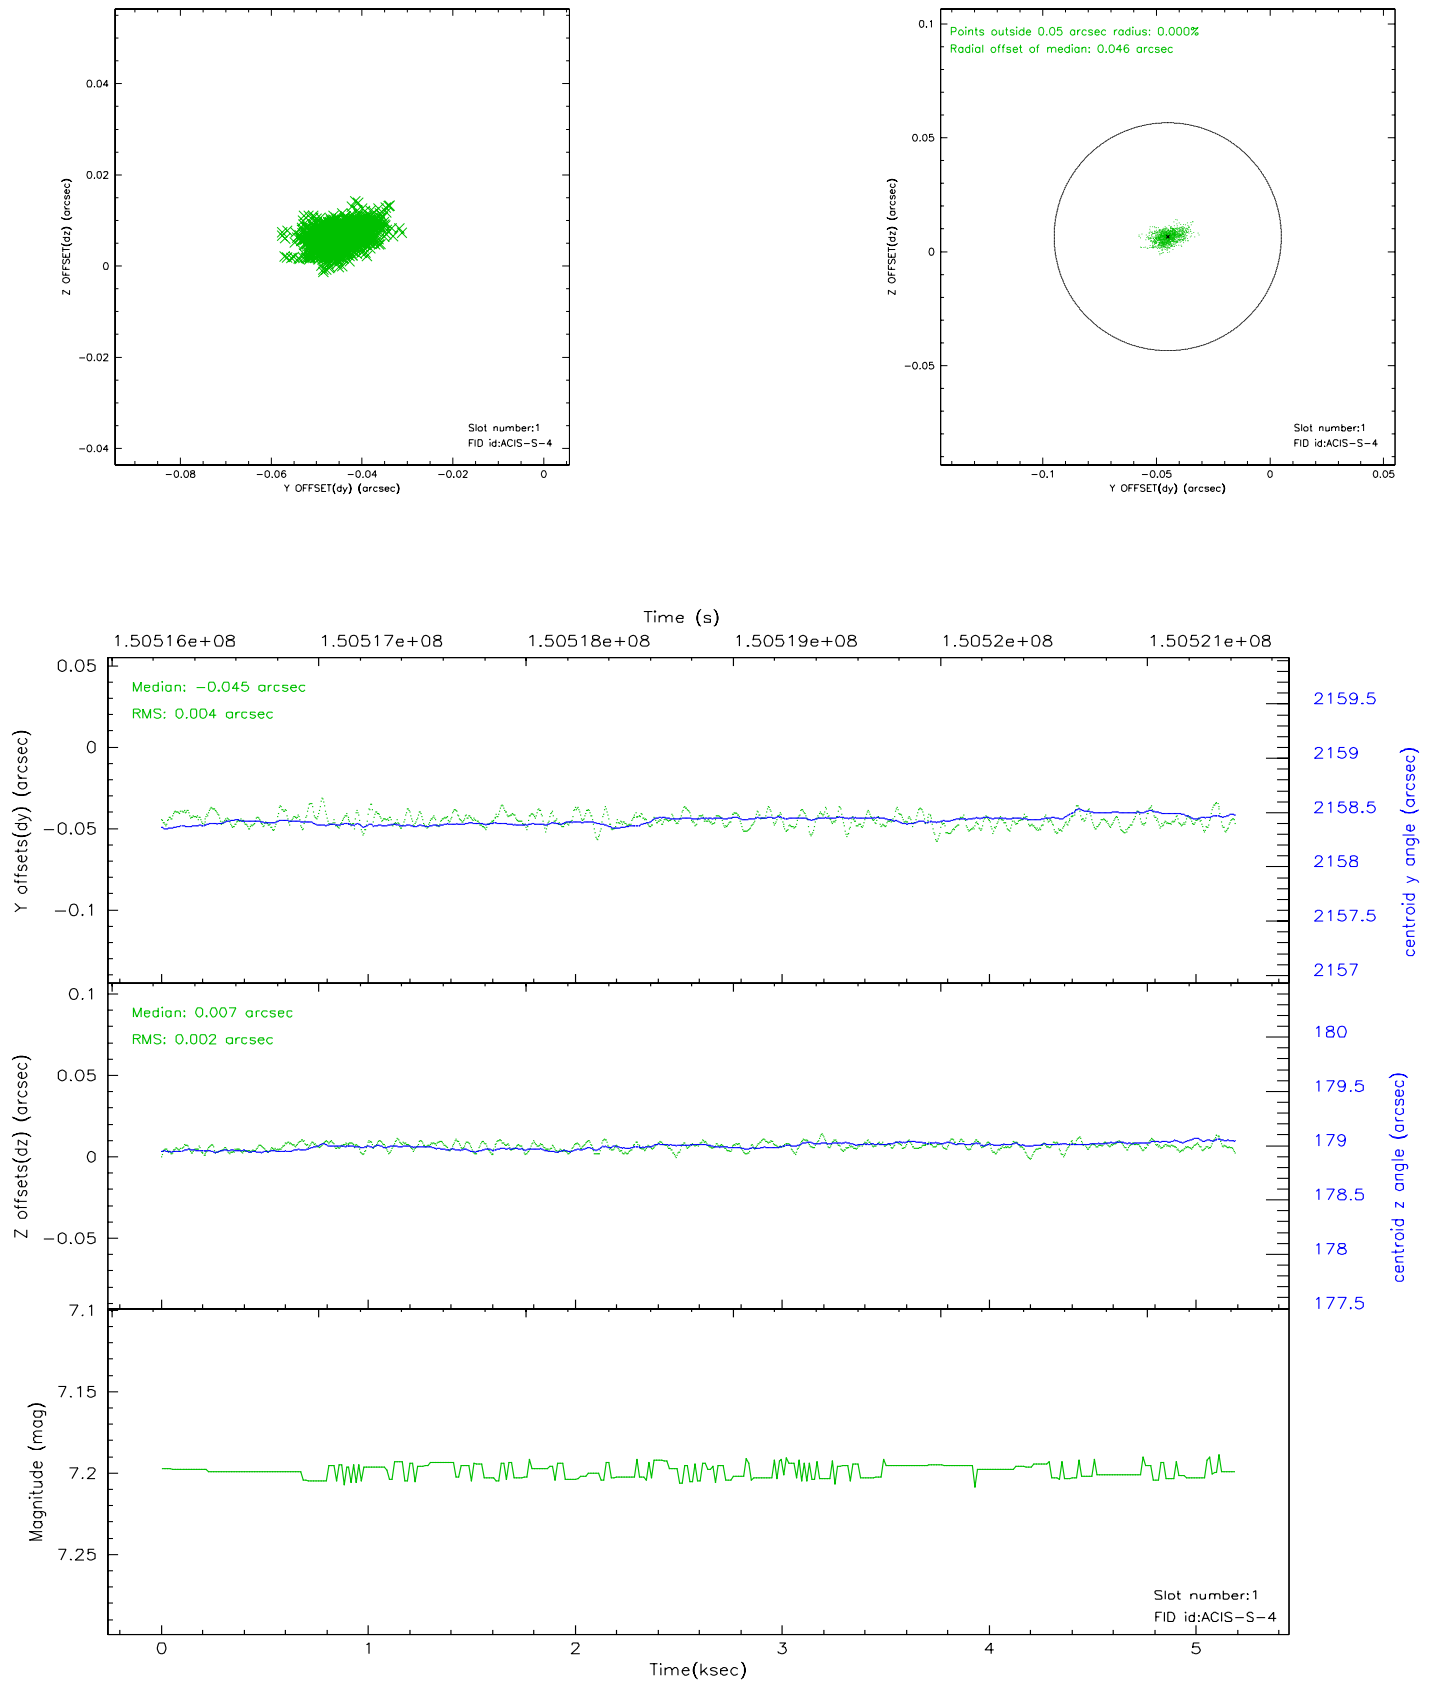 0.04
0.02
0
−0.02
−0.04
Z OFFSET(dz) (arcsec)
Slot number:1
FID id:ACIS−S−4
−0.08
−0.06
−0.04
−0.02
0
Y OFFSET(dy) (arcsec)
Points outside 0.05 arcsec radius: 0.000%
Radial offset of median: 0.046 arcsec
0.1
0.05
0
−0.05
Z OFFSET(dz) (arcsec)
Slot number:1
FID id:ACIS−S−4
−0.1
−0.05
0
0.05
Y OFFSET(dy) (arcsec)
Time (s)
1.50516e+08
1.50517e+08
1.50518e+08
1.50519e+08
1.5052e+08
1.50521e+08
Median: −0.045 arcsec
RMS: 0.004 arcsec
0.05
0
−0.05
−0.1
Y offsets(dy) (arcsec)
2159.5
2159
2158.5
2158
2157.5
2157
centroid y angle (arcsec)
Median: 0.007 arcsec
RMS: 0.002 arcsec
0.1
0.05
0
−0.05
Z offsets(dz) (arcsec)
180
179.5
179
178.5
178
177.5
centroid z angle (arcsec)
7.1
7.15
7.2
7.25
Magnitude (mag)
Slot number:1
FID id:ACIS−S−4
0
1
2
3
4
5
Time(ksec)